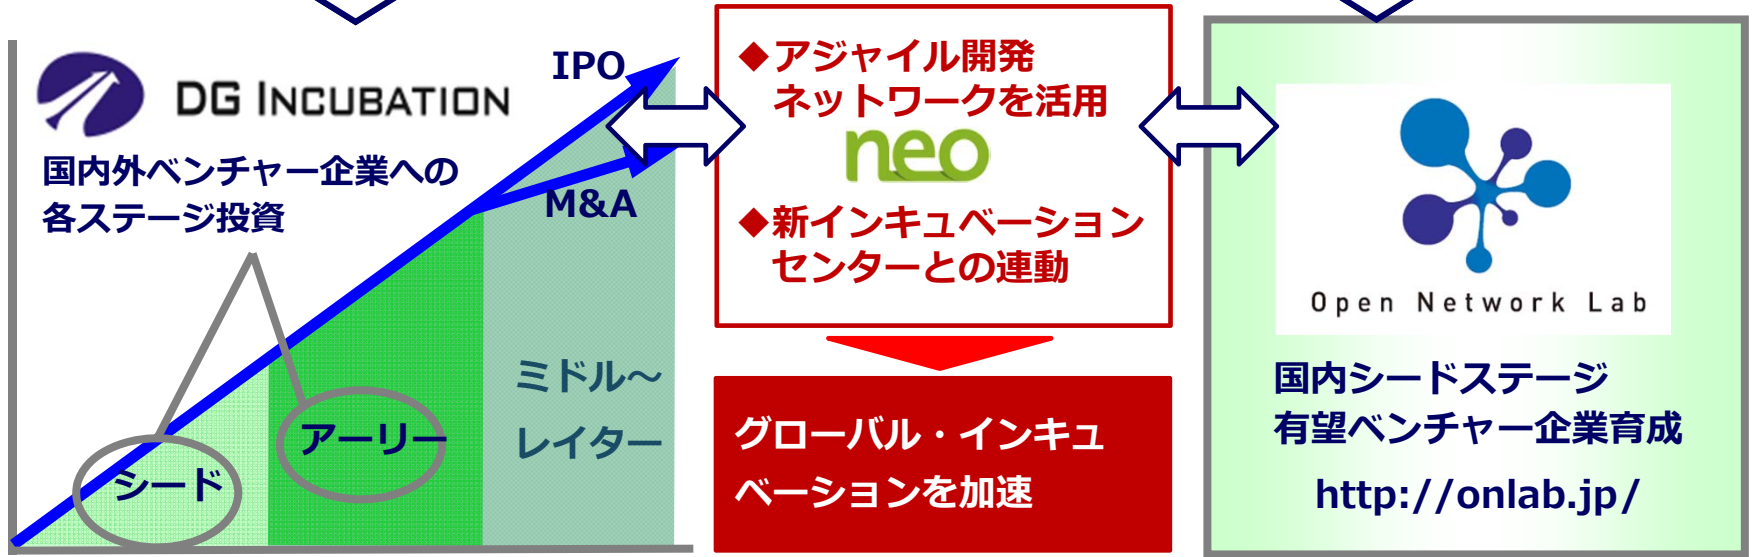 DG INCUBATION
国内外ベンチャー企業への
各ステージ投資
IPO
M&A
シード
アーリー
ミドル～
レイター
◆アジャイル開発
ネットワークを活用
neo
◆新インキュベーション
センターとの連動
グローバル・インキュ
ベーションを加速
Open Network Lab
国内シードステージ
有望ベンチャー企業育成
http://onlab.jp/